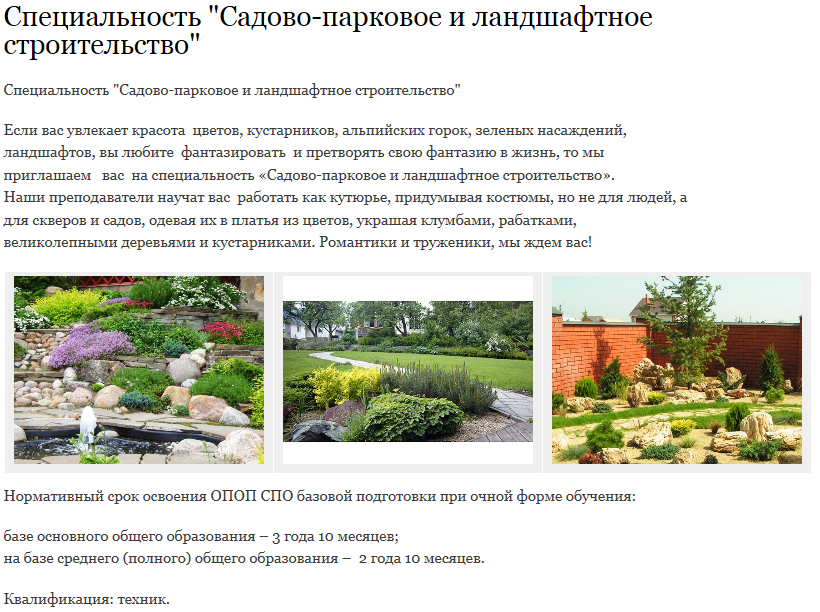 Специальность "Садово-парковое и ландшафтное
строительство"
Специальность "Садово-парковое и ландшафтное строительство"
Если вас увлекает красота  цветов, кустарников, альпийских горок, зеленых насаждений,
ландшафтов, вы любите  фантазировать  и претворять свою фантазию в жизнь, то мы
приглашаем   вас  на специальность «Садово-парковое и ландшафтное строительство».
Наши преподаватели научат вас  работать как кутюрье, придумывая костюмы, но не для людей, а
для скверов и садов, одевая их в платья из цветов, украшая клумбами, рабатками,
великолепными деревьями и кустарниками. Романтики и труженики, мы ждем вас!
Нормативный срок освоения ОПОП СПО базовой подготовки при очной форме обучения:
базе основного общего образования – 3 года 10 месяцев;
на базе среднего (полного) общего образования –  2 года 10 месяцев.
Квалификация: техник.